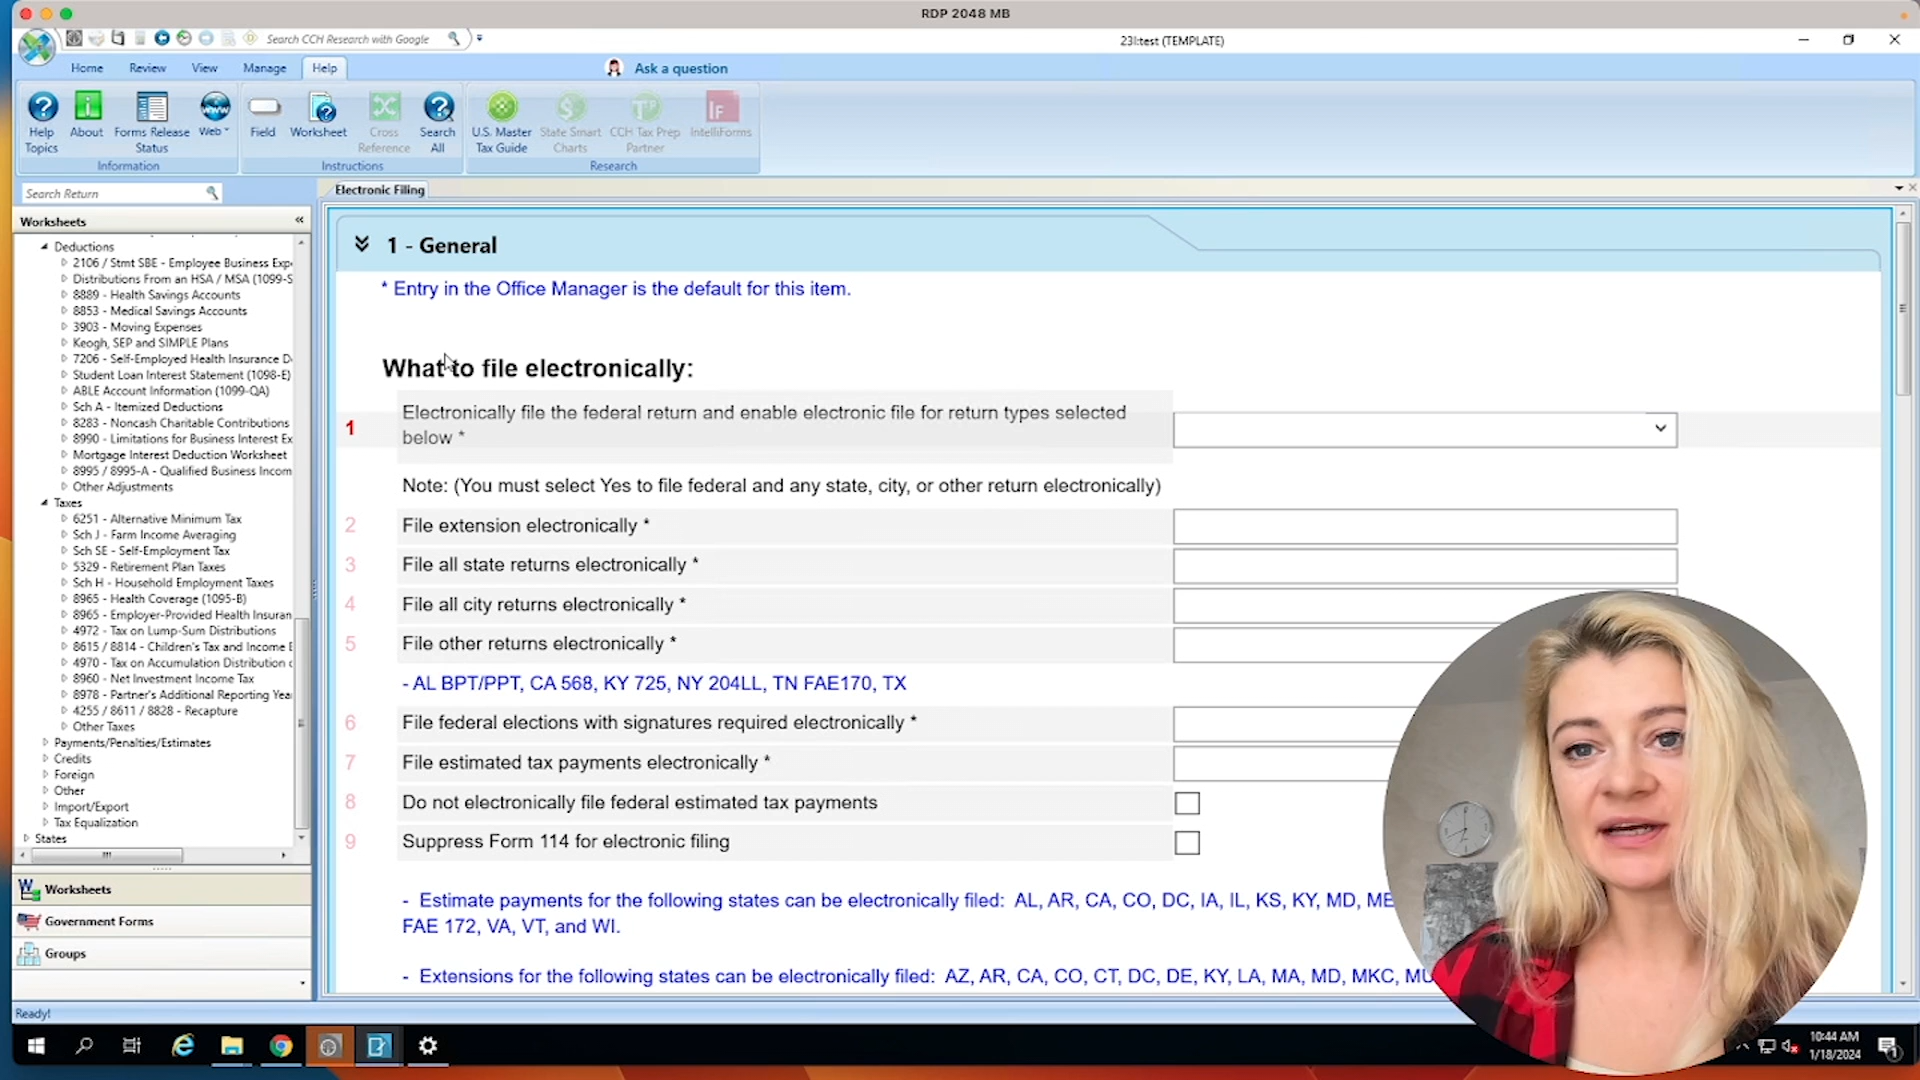 RDP 2048 MB
Search CCH Research with Google
23I:test (TEMPLATE)
Home
Review
View
Manage
Help
Ask a question
Help Topics
About
Forms Release Status
Web
Field
Worksheet
Cross Reference
Search All
U.S. Master Tax Guide
State Smart Charts
CCH Tax Prep Partner
IntelliForms
Information
Instructions
Research
Search Return
Worksheets
Deductions
2106 / Stmt SBE - Employee Business Exp
Distributions From an HSA / MSA (1099-S
8889 - Health Savings Accounts
8853 - Medical Savings Accounts
3903 - Moving Expenses
Keogh, SEP and SIMPLE Plans
7206 - Self-Employed Health Insurance D
Student Loan Interest Statement (1098-E)
ABLE Account Information (1099-QA)
Sch A - Itemized Deductions
8283 - Noncash Charitable Contributions
8990 - Limitations for Business Interest Ex
Mortgage Interest Deduction Worksheet
8995 / 8995-A - Qualified Business Incom
Other Adjustments
Taxes
6251 - Alternative Minimum Tax
Sch J - Farm Income Averaging
Sch SE - Self-Employment Tax
5329 - Retirement Plan Taxes
Sch H - Household Employment Taxes
8965 - Health Coverage (1095-B)
8965 - Employer-Provided Health Insuran
4972 - Tax on Lump-Sum Distributions
8615 / 8814 - Children's Tax and Income E
4970 - Tax on Accumulation Distribution
8960 - Net Investment Income Tax
8978 - Partner's Additional Reporting Yea
4255 / 8611 / 8828 - Recapture
Other Taxes
Payments/Penalties/Estimates
Credits
Foreign
Other
Import/Export
Tax Equalization
States
Worksheets
Government Forms
Groups
Ready!
Electronic Filing
1 - General
* Entry in the Office Manager is the default for this item.
What to file electronically:
1 Electronically file the federal return and enable electronic file for return types selected
below *
Note: (You must select Yes to file federal and any state, city, or other return electronically)
2 File extension electronically *
3 File all state returns electronically *
4 File all city returns electronically *
5 File other returns electronically *
- AL BPT/PPT, CA 568, KY 725, NY 204LL, TN FAE170, TX
6 File federal elections with signatures required electronically *
7 File estimated tax payments electronically *
8 Do not electronically file federal estimated tax payments
9 Suppress Form 114 for electronic filing
- Estimate payments for the following states can be electronically filed: AL, AR, CA, CO, DC, IA, IL, KS, KY, MD, ME
FAE 172, VA, VT, and WI.
- Extensions for the following states can be electronically filed: AZ, AR, CA, CO, CT, DC, DE, KY, LA, MA, MD, MKC, MU
10:44 AM
1/18/2024